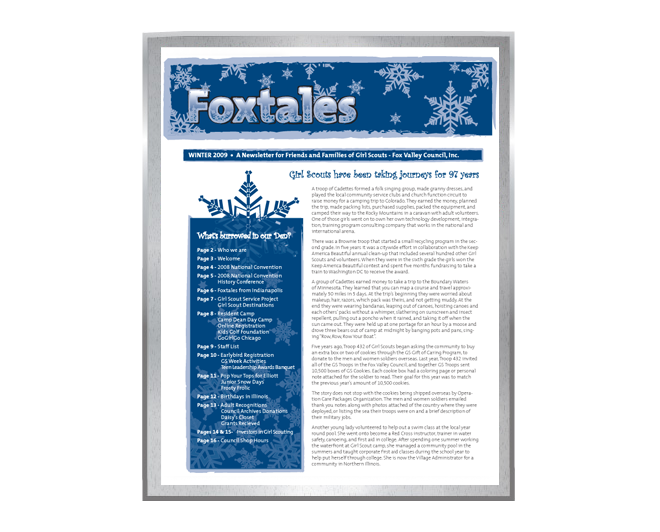 Foxtales
WINTER 2009 • A Newsletter for Friends and Families of Girl Scouts - Fox Valley Council, Inc.
Girl Scouts have been taking journeys for 97 years
What's burrowed in our "Den?"
Page 2 - Who we are
Page 3 - Welcome
Page 4 - 2008 National Convention
Page 5 - 2008 National Convention
History Conference
Page 6 - Foxtales from Indianapolis
Page 7 - Girl Scout Service Project
Girl Scout Destinations
Page 8 - Resident Camp
Camp Dean Day Camp
Online Registration
Kids Golf Foundation
GoGirlGo Chicago
Page 9 - Staff List
Page 10 - Earlybird Registration
GS Week Activities
Teen Leadership Awards Banquet
Page 11 - Pop Your Tops for Elliott
Junior Snow Days
Frosty Frolic
Page 12 - Birthdays in Illinois
Page 13 - Adult Recognitions
Council Archives Donations
Daisy's Closet
Grants Recieved
Pages 14 & 15 - Investors in Girl Scouting
Page 16 - Council Shop Hours
A troop of Cadettes formed a folk singing group, made granny dresses, and
played the local community service clubs and church function circuit to
raise money for a camping trip to Colorado. They earned the money, planned
the trip, made packing lists, purchased supplies, packed the equipment, and
camped their way to the Rocky Mountains in a caravan with adult volunteers.
One of those girls went on to own her own technology development, integra-
tion, training program consulting company that works in the national and
international arena.
There was a Brownie troop that started a small recycling program in the sec-
ond grade. In five years it was a citywide effort in collaboration with the Keep
America Beautiful annual clean-up that included several hundred other Girl
Scouts and volunteers. When they were in the sixth grade the girls won the
Keep America Beautiful contest and spent five months fundraising to take a
train to Washington DC to receive the award.
A group of Cadettes earned money to take a trip to the Boundary Waters
of Minnesota. They learned that you can map a course and travel approxi-
mately 50 miles in 5 days. At the trip's beginning they were worried about
makeup, hair, razors, which pack was them, and not getting muddy. At the
end they were wearing bandanas, leaping out of canoes, hoisting canoes and
each others' packs without a whimper, slathering on sunscreen and insect
repellent, pulling out a poncho when it rained, and taking it off when the
sun came out. They were held up at one portage for an hour by a moose and
drove three bears out of camp at midnight by banging pots and pans, sing-
ing "Row, Row, Row Your Boat".
Five years ago, Troop 432 of Girl Scouts began asking the community to buy
an extra box or two of cookies through the GS Gift of Caring Program, to
donate to the men and women soldiers overseas. Last year, Troop 432 invited
all of the GS Troops in the Fox Valley Council, and together GS Troops sent
10,500 boxes of GS Cookies. Each cookie box had a coloring page or personal
note attached for the soldier to read. Their goal for this year was to match
the previous year's amount of 10,500 cookies.
The story does not stop with the cookies being shipped overseas by Opera-
tion Care Packages Organization. The men and women soldiers emailed
thank you notes along with photos attached of the country where they were
deployed, or listing the sea their troops were on and a brief description of
their military jobs.
Another young lady volunteered to help out a swim class at the local year
round pool. She went onto become a Red Cross instructor, trainer in water
safety, canoeing, and first aid in college. After spending one summer working
the waterfront at Girl Scout camp, she managed a community pool in the
summers and taught corporate first aid classes during the school year to
help put herself through college. She is now the Village Administrator for a
community in Northern Illinois.